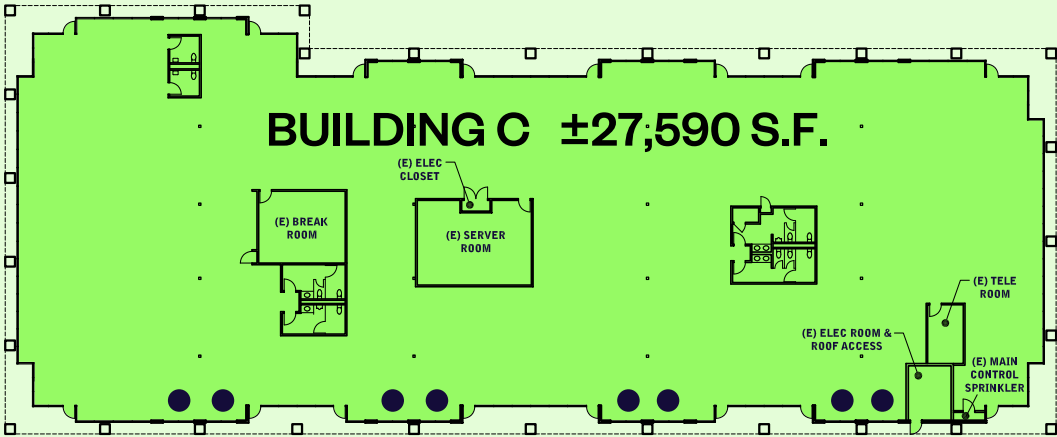 BUILDING C ±27,590 S.F.
(E) ELEC
CLOSET
(E) BREAK
ROOM
(E) SERVER
ROOM
(E) TELE
ROOM
(E) ELEC ROOM &
ROOF ACCESS
(E) MAIN
CONTROL
SPRINKLER